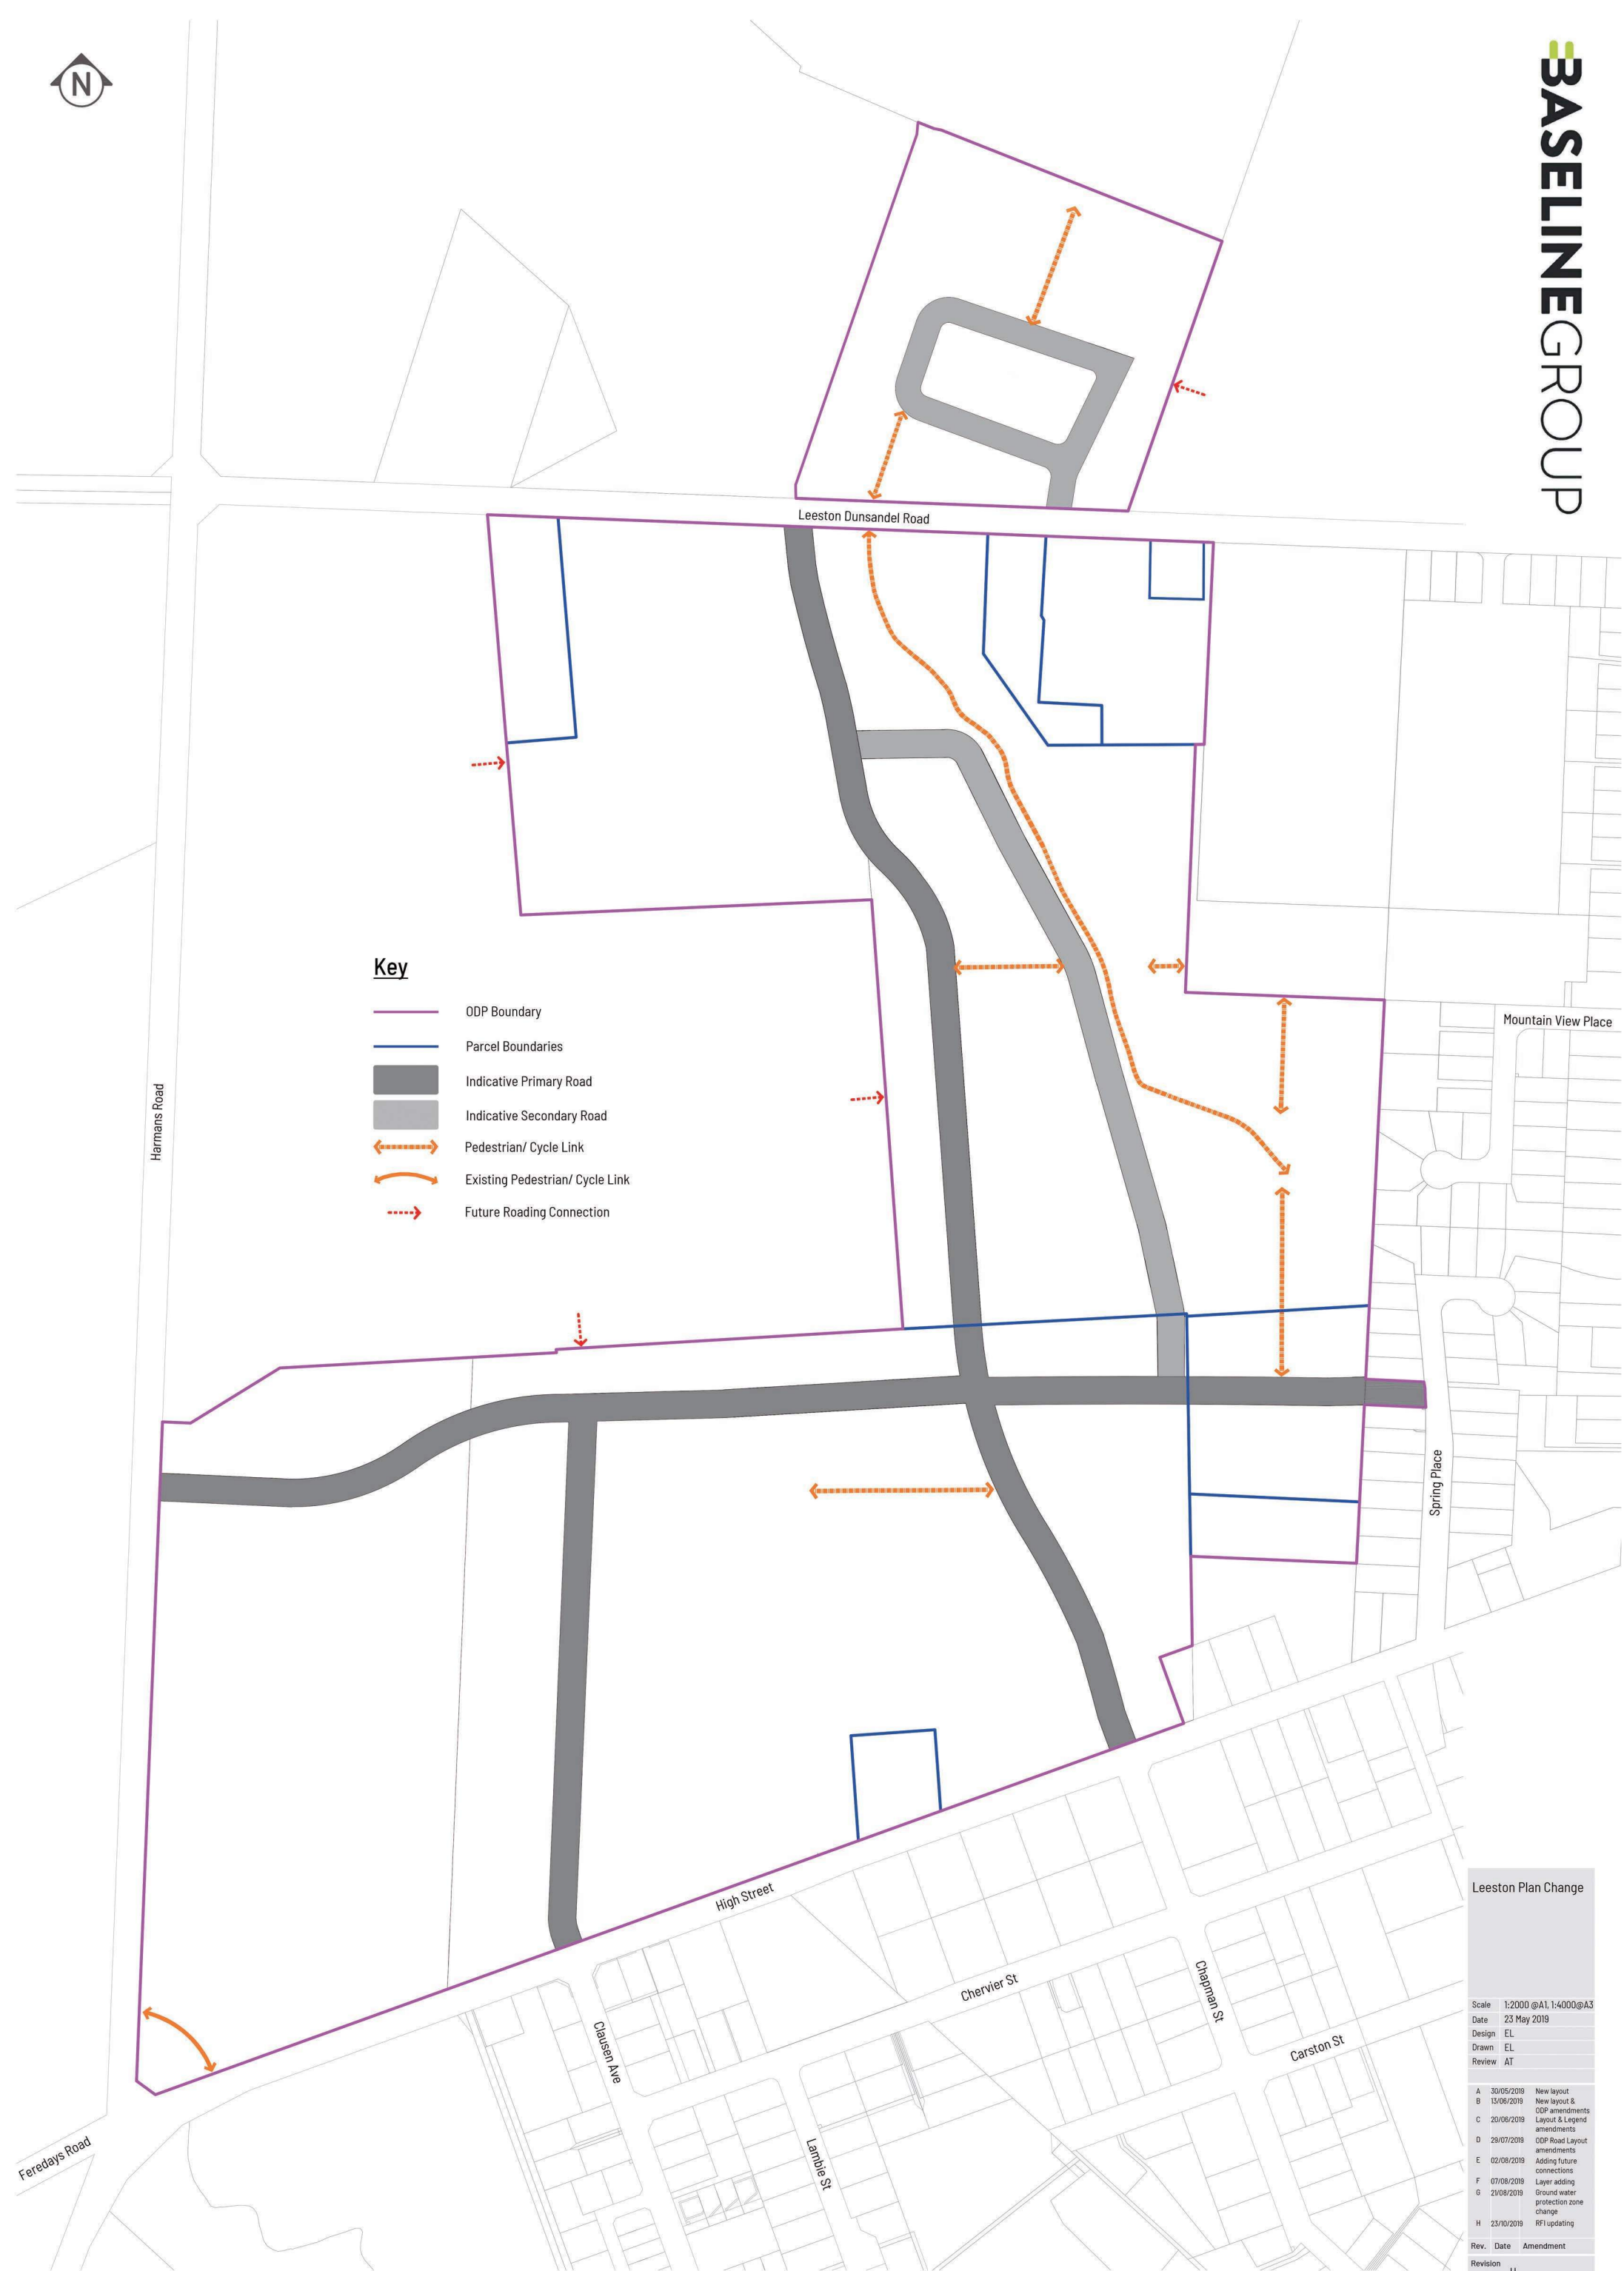 N
BASELINEGROUP
Leeston Dunsandel Road
Key
ODP Boundary
Parcel Boundaries
Indicative Primary Road
Indicative Secondary Road
Pedestrian/ Cycle Link
Existing Pedestrian/ Cycle Link
Future Roading Connection
Harmans Road
Mountain View Place
Spring Place
High Street
Chervier St
Chapman St
Carston St
Clausen Ave
Lambie St
Feredays Road
Leeston Plan Change
Scale 1:2000 @A1, 1:4000@A3
Date 23 May 2019
Design EL
Drawn EL
Review AT
A 30/05/2019 New layout
B 13/06/2019 New layout &
ODP amendments
C 20/06/2019 Layout & Legend
amendments
D 29/07/2019 ODP Road Layout
amendments
E 02/08/2019 Adding future
connections
F 07/08/2019 Layer adding
G 21/08/2019 Ground water
protection zone
change
H 23/10/2019 RFI updating
Rev. Date Amendment
Revision